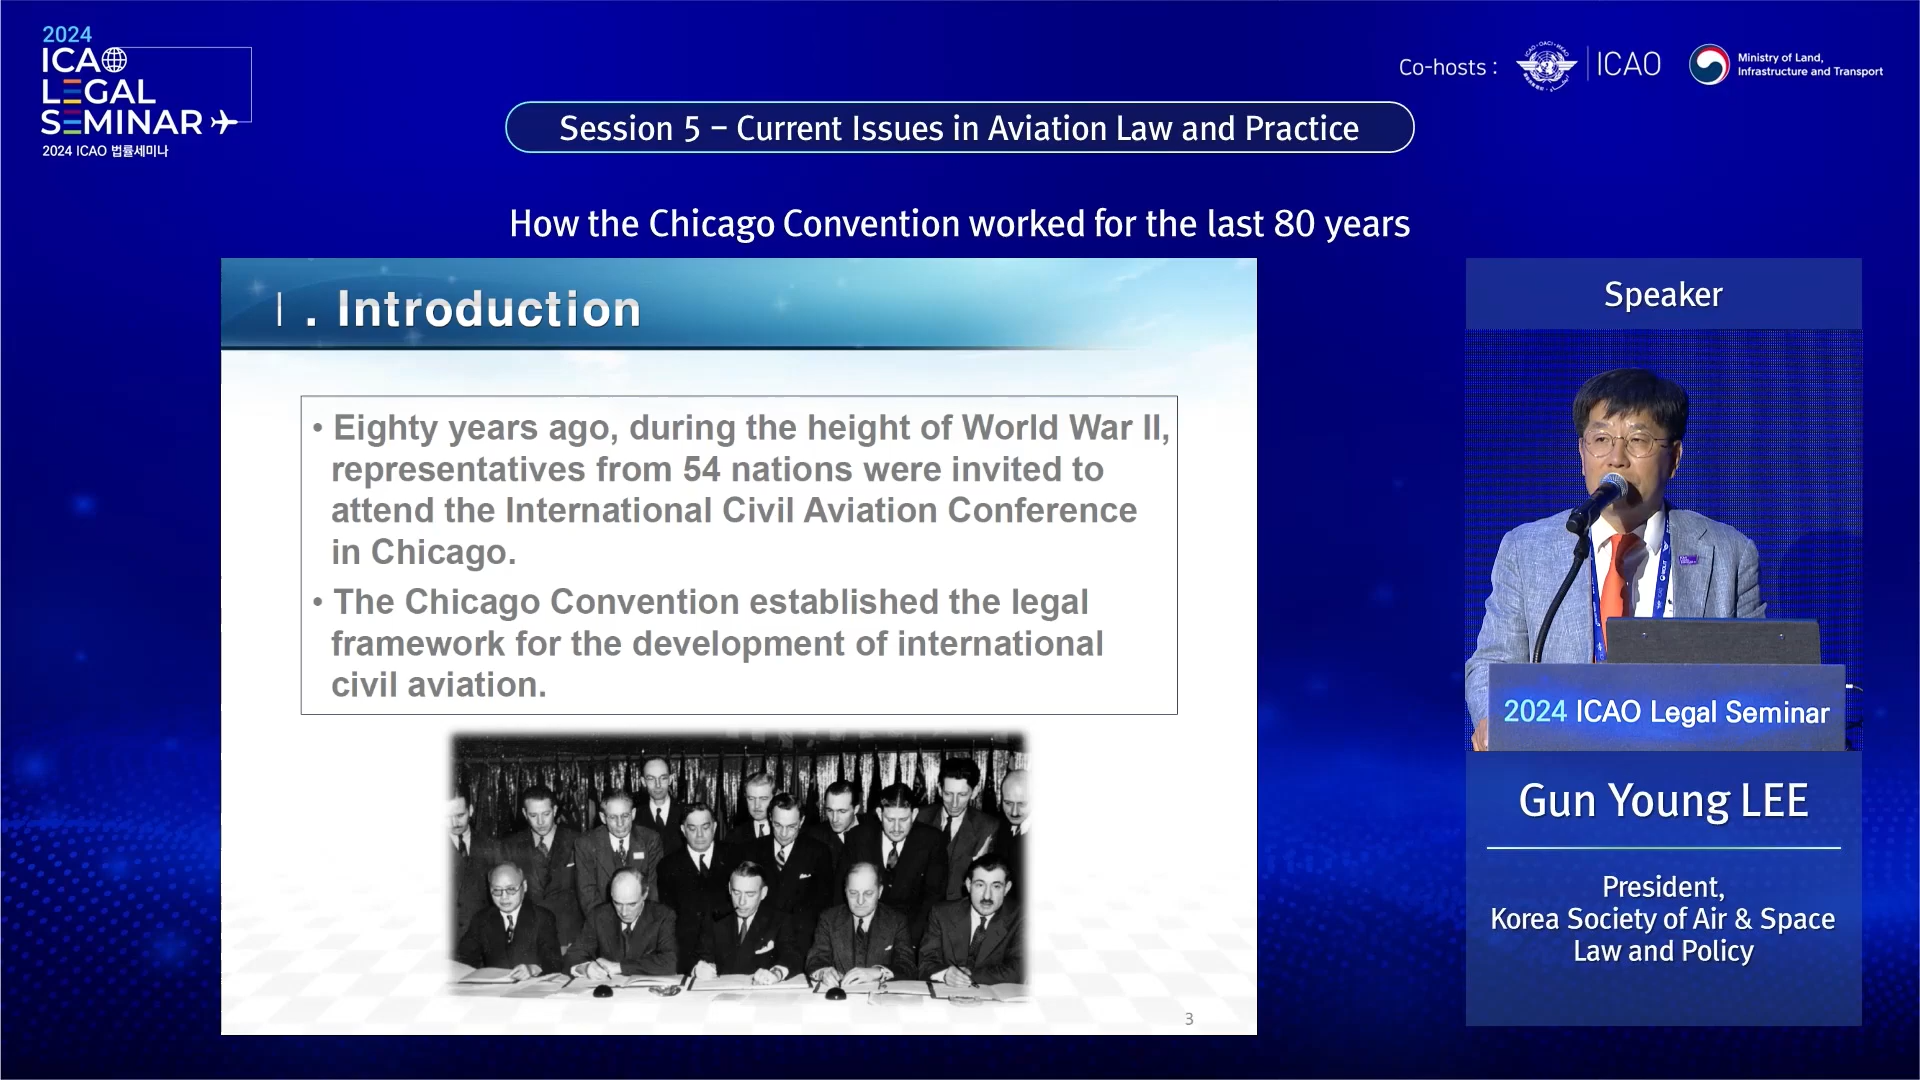 2024
ICAO
LEGAL
SEMINAR
2024 ICAO 법률세미나
Co-hosts :
ICAO
Ministry of Land,
Infrastructure and Transport
Session 5 – Current Issues in Aviation Law and Practice
How the Chicago Convention worked for the last 80 years
Ⅰ. Introduction
• Eighty years ago, during the height of World War II,
representatives from 54 nations were invited to
attend the International Civil Aviation Conference
in Chicago.
• The Chicago Convention established the legal
framework for the development of international
civil aviation.
3
Speaker
2024 ICAO Legal Seminar
Gun Young LEE
President,
Korea Society of Air & Space
Law and Policy